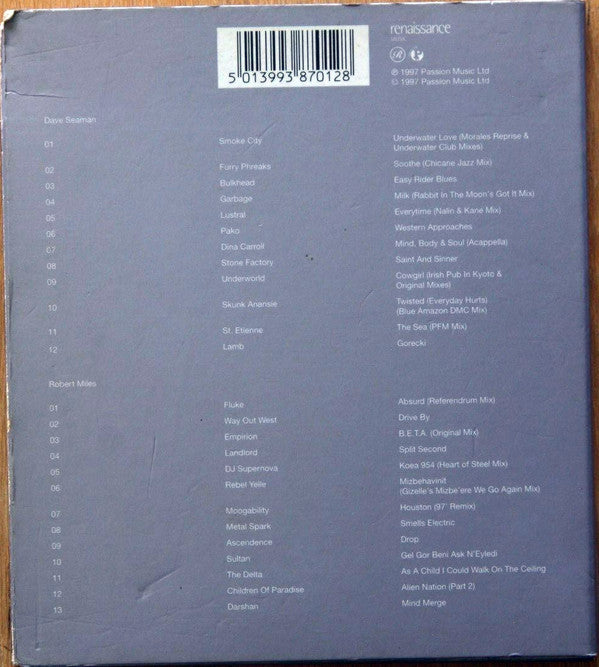 5 013993 870128
renaissance
℗ 1997 Passion Music Ltd
© 1997 Passion Music Ltd
Dave Seaman
01 Smoke City Underwater Love (Morales Reprise &
Underwater Club Mixes)
02 Furry Phreaks Soothe (Chicane Jazz Mix)
03 Bulkhead Easy Rider Blues
04 Garbage Milk (Rabbit In The Moon's Got It Mix)
05 Lustral Everytime (Nalin & Kane Mix)
06 Pako Western Approaches
07 Dina Carroll Mind, Body & Soul (Acappella)
08 Stone Factory Saint And Sinner
09 Underworld Cowgirl (Irish Pub In Kyoto &
Original Mixes)
10 Skunk Anansie Twisted (Everyday Hurts)
(Blue Amazon DMC Mix)
11 St. Etienne The Sea (PFM Mix)
12 Lamb Gorecki
Robert Miles
01 Fluke Absurd (Referendrum Mix)
02 Way Out West Drive By
03 Empirion B.E.T.A. (Original Mix)
04 Landlord Split Second
05 DJ Supernova Koea 954 (Heart of Steel Mix)
06 Rebel Yelle Mizbehavinit
(Gizelle's Mizbe'ere We Go Again Mix)
07 Moogability Houston (97' Remix)
08 Metal Spark Smells Electric
09 Ascendence Drop
10 Sultan Gel Gor Beni Ask N'Eyledi
11 The Delta As A Child I Could Walk On The Ceiling
12 Children Of Paradise Alien Nation (Part 2)
13 Darshan Mind Merge